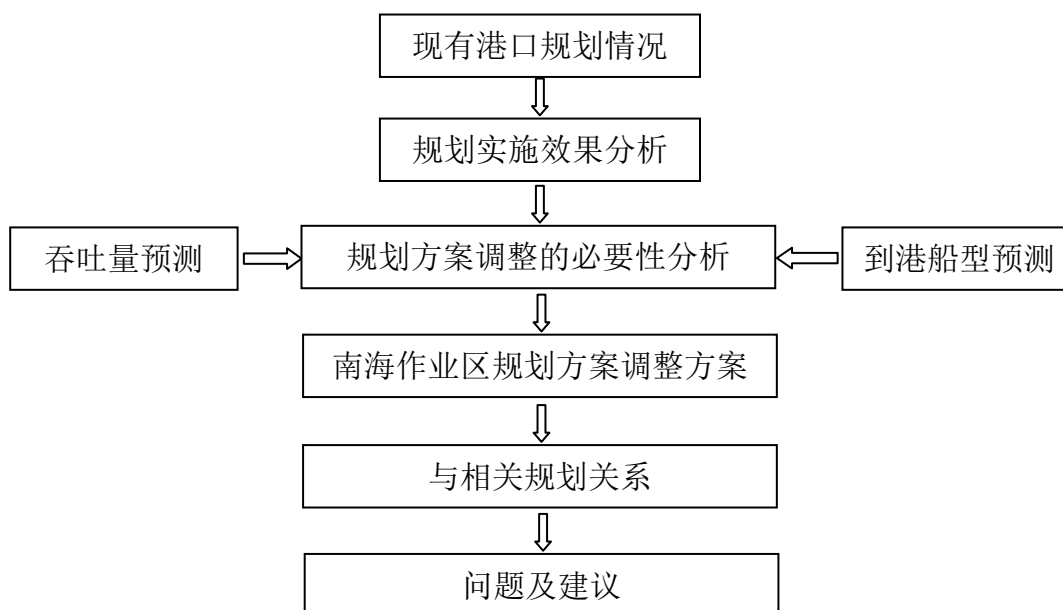 现有港口规划情况
规划实施效果分析
吞吐量预测
规划方案调整的必要性分析
到港船型预测
南海作业区规划方案调整方案
与相关规划关系
问题及建议